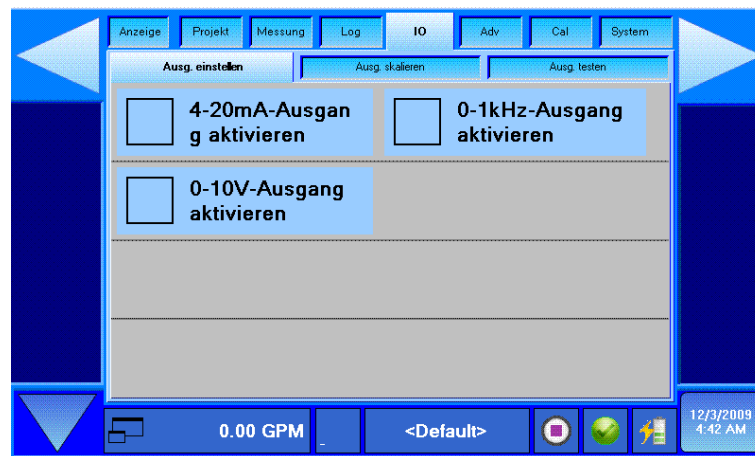 Anzeige Projekt Messung Log IO Adv Cal System
Ausg. einstellen Ausg. skalieren Ausg. testen
4-20mA-Ausgan
g aktivieren
0-1kHz-Ausgang
aktivieren
0-10V-Ausgang
aktivieren
0.00 GPM _ <Default>
12/3/2009
4:42 AM